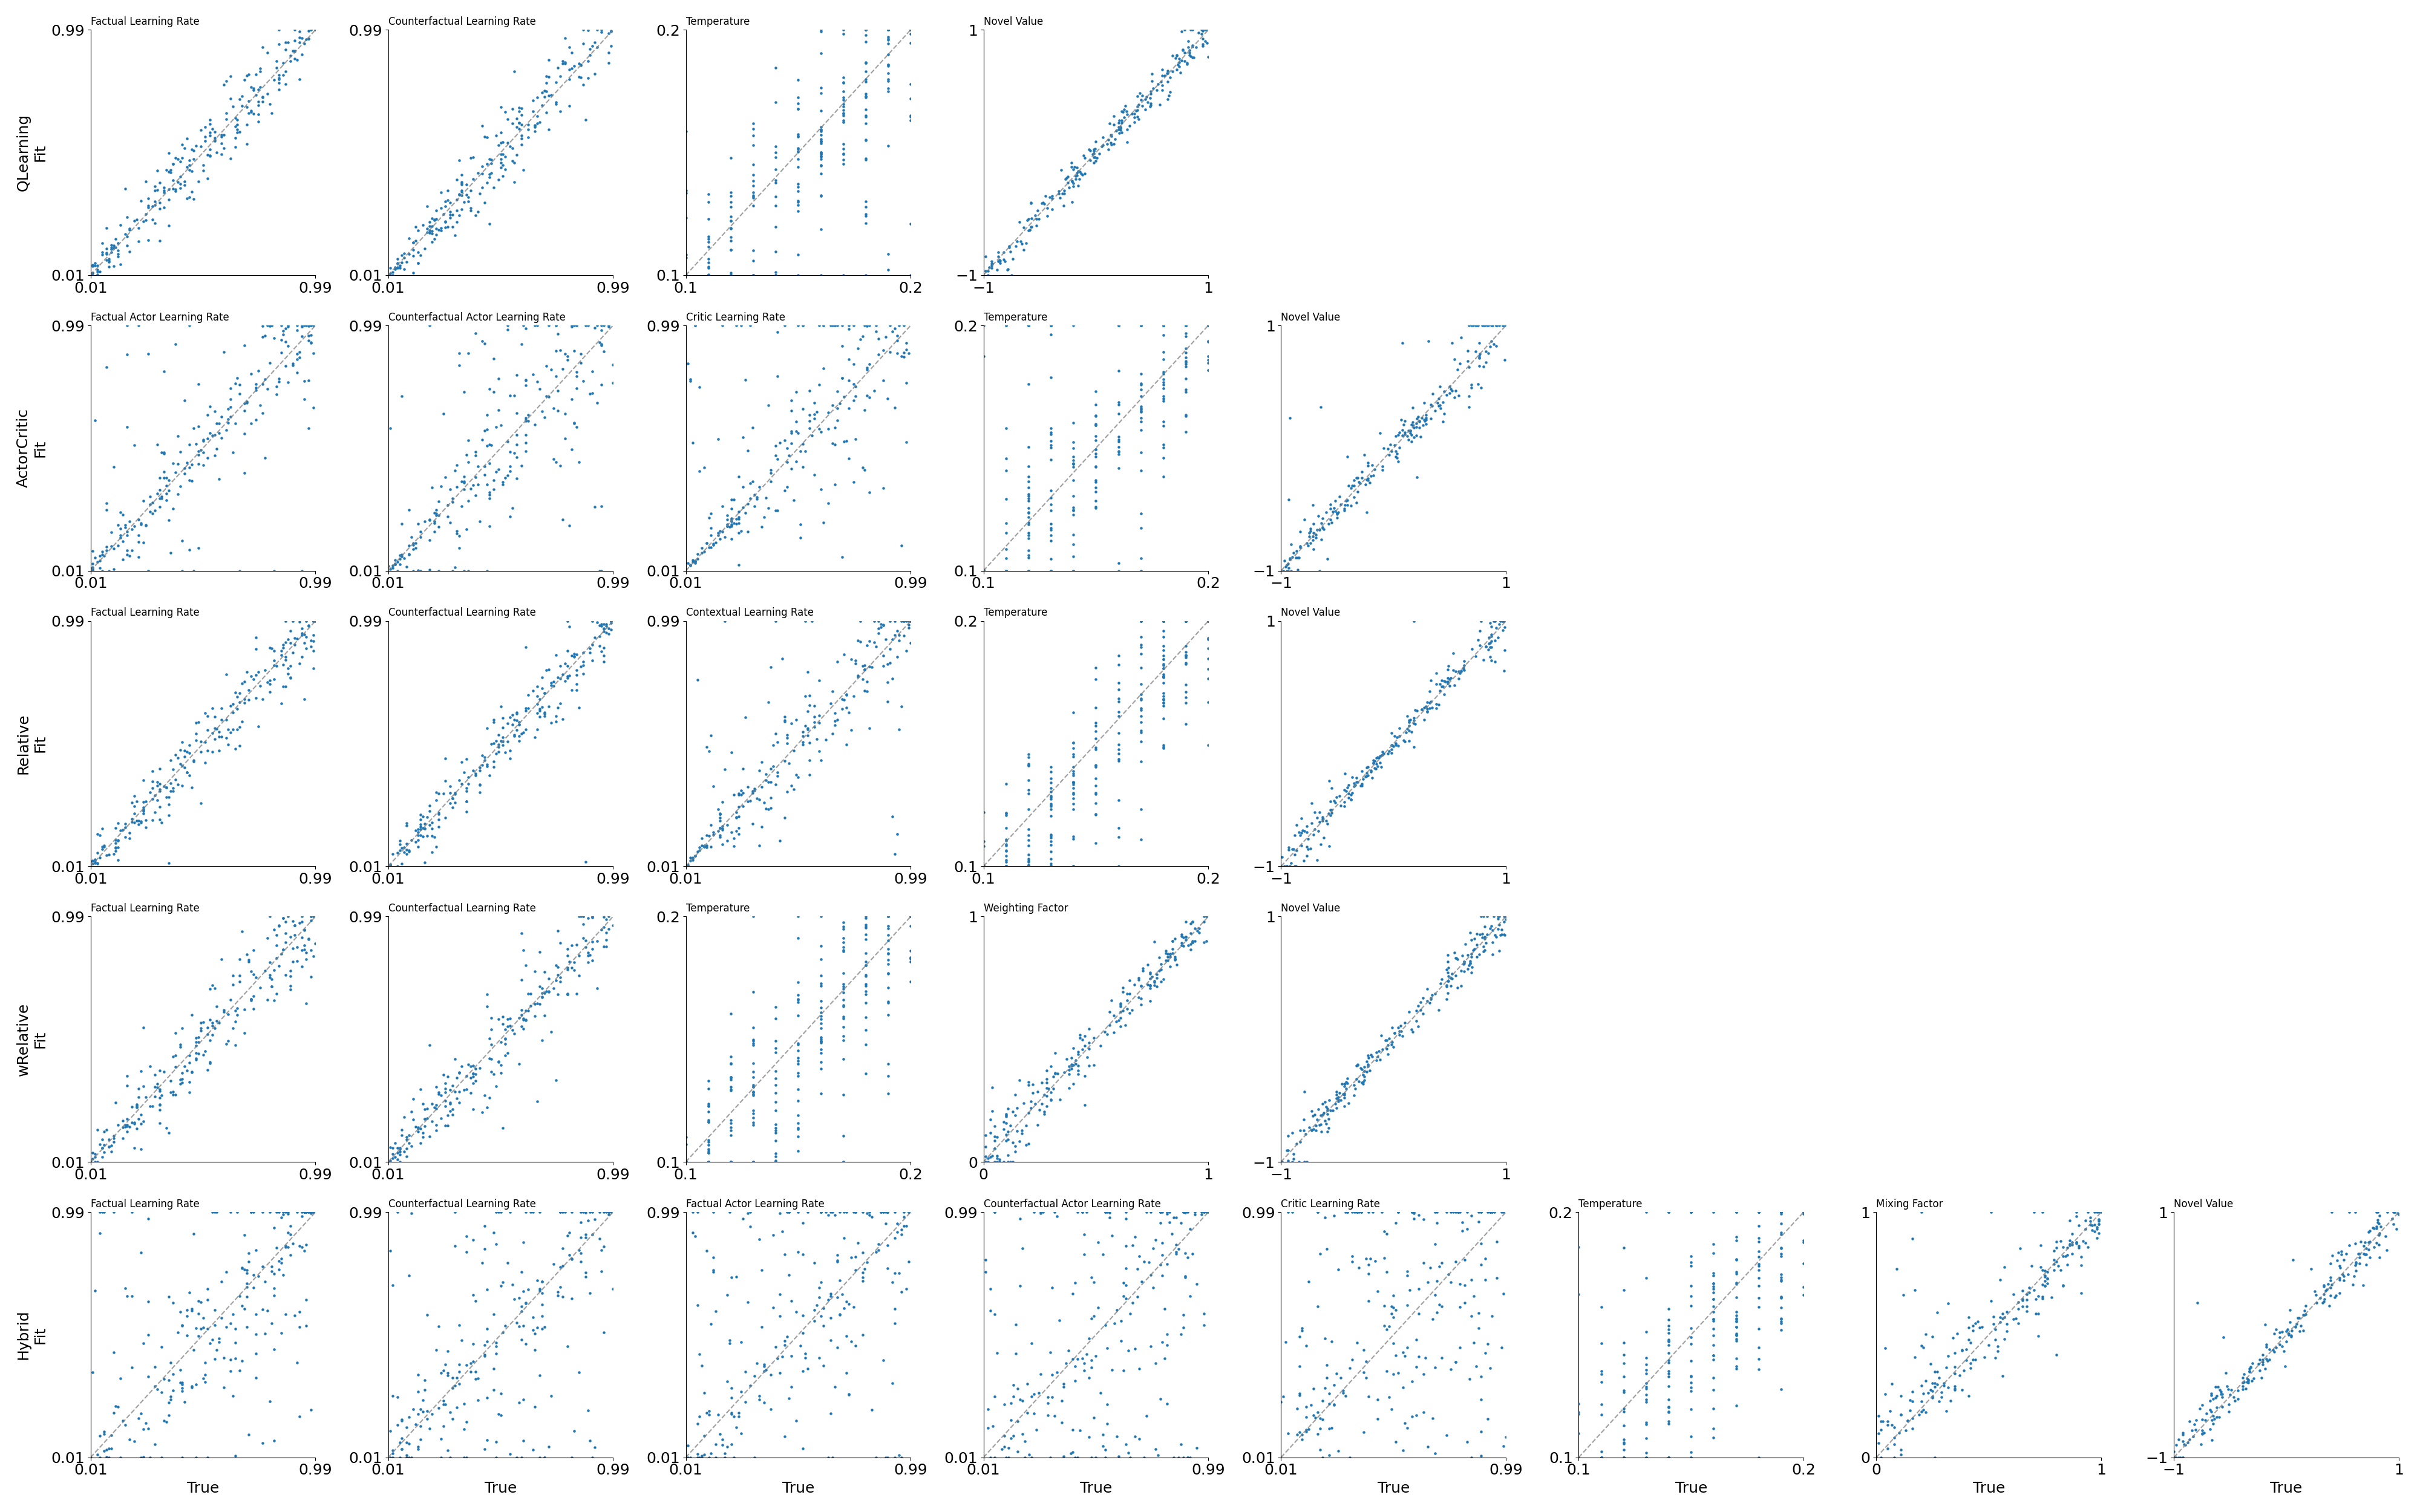 Factual Learning Rate
Counterfactual Learning Rate
Temperature
Novel Value
QLearning
Fit
0.99
0.01
0.01
0.99
0.99
0.01
0.01
0.99
0.2
0.1
0.1
0.2
1
−1
−1
1
Factual Actor Learning Rate
Counterfactual Actor Learning Rate
Critic Learning Rate
Temperature
Novel Value
ActorCritic
Fit
0.99
0.01
0.01
0.99
0.99
0.01
0.01
0.99
0.99
0.01
0.01
0.99
0.2
0.1
0.1
0.2
1
−1
−1
1
Factual Learning Rate
Counterfactual Learning Rate
Contextual Learning Rate
Temperature
Novel Value
Relative
Fit
0.99
0.01
0.01
0.99
0.99
0.01
0.01
0.99
0.99
0.01
0.01
0.99
0.2
0.1
0.1
0.2
1
−1
−1
1
Factual Learning Rate
Counterfactual Learning Rate
Temperature
Weighting Factor
Novel Value
wRelative
Fit
0.99
0.01
0.01
0.99
0.99
0.01
0.01
0.99
0.2
0.1
0.1
0.2
1
0
0
1
1
−1
−1
1
Factual Learning Rate
Counterfactual Learning Rate
Factual Actor Learning Rate
Counterfactual Actor Learning Rate
Critic Learning Rate
Temperature
Mixing Factor
Novel Value
Hybrid
Fit
0.99
0.01
0.01
0.99
True
0.99
0.01
0.01
0.99
True
0.99
0.01
0.01
0.99
True
0.99
0.01
0.01
0.99
True
0.99
0.01
0.01
0.99
True
0.2
0.1
0.1
0.2
True
1
0
0
1
True
1
−1
−1
1
True